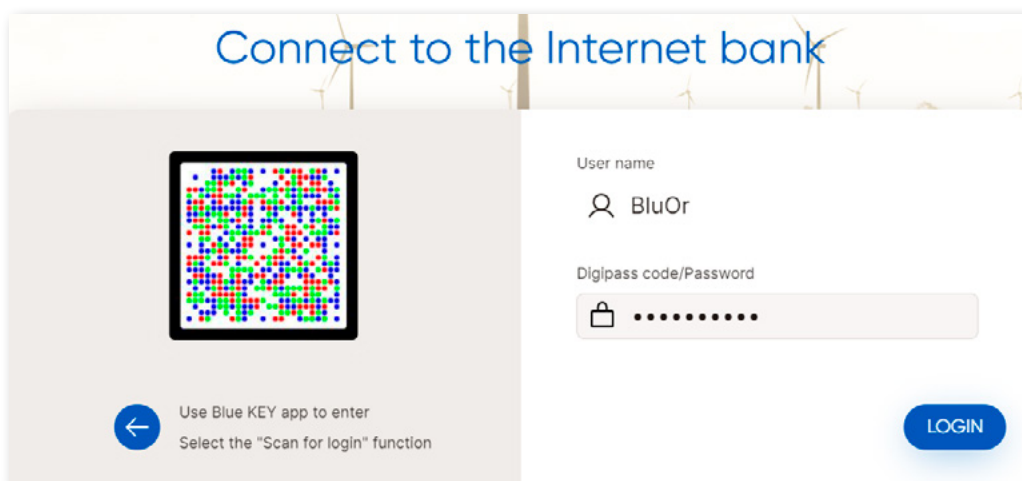 Connect to the Internet bank
User name
BluOr
Digipass code/Password
••••••••••
Use Blue KEY app to enter
Select the "Scan for login" function
LOGIN